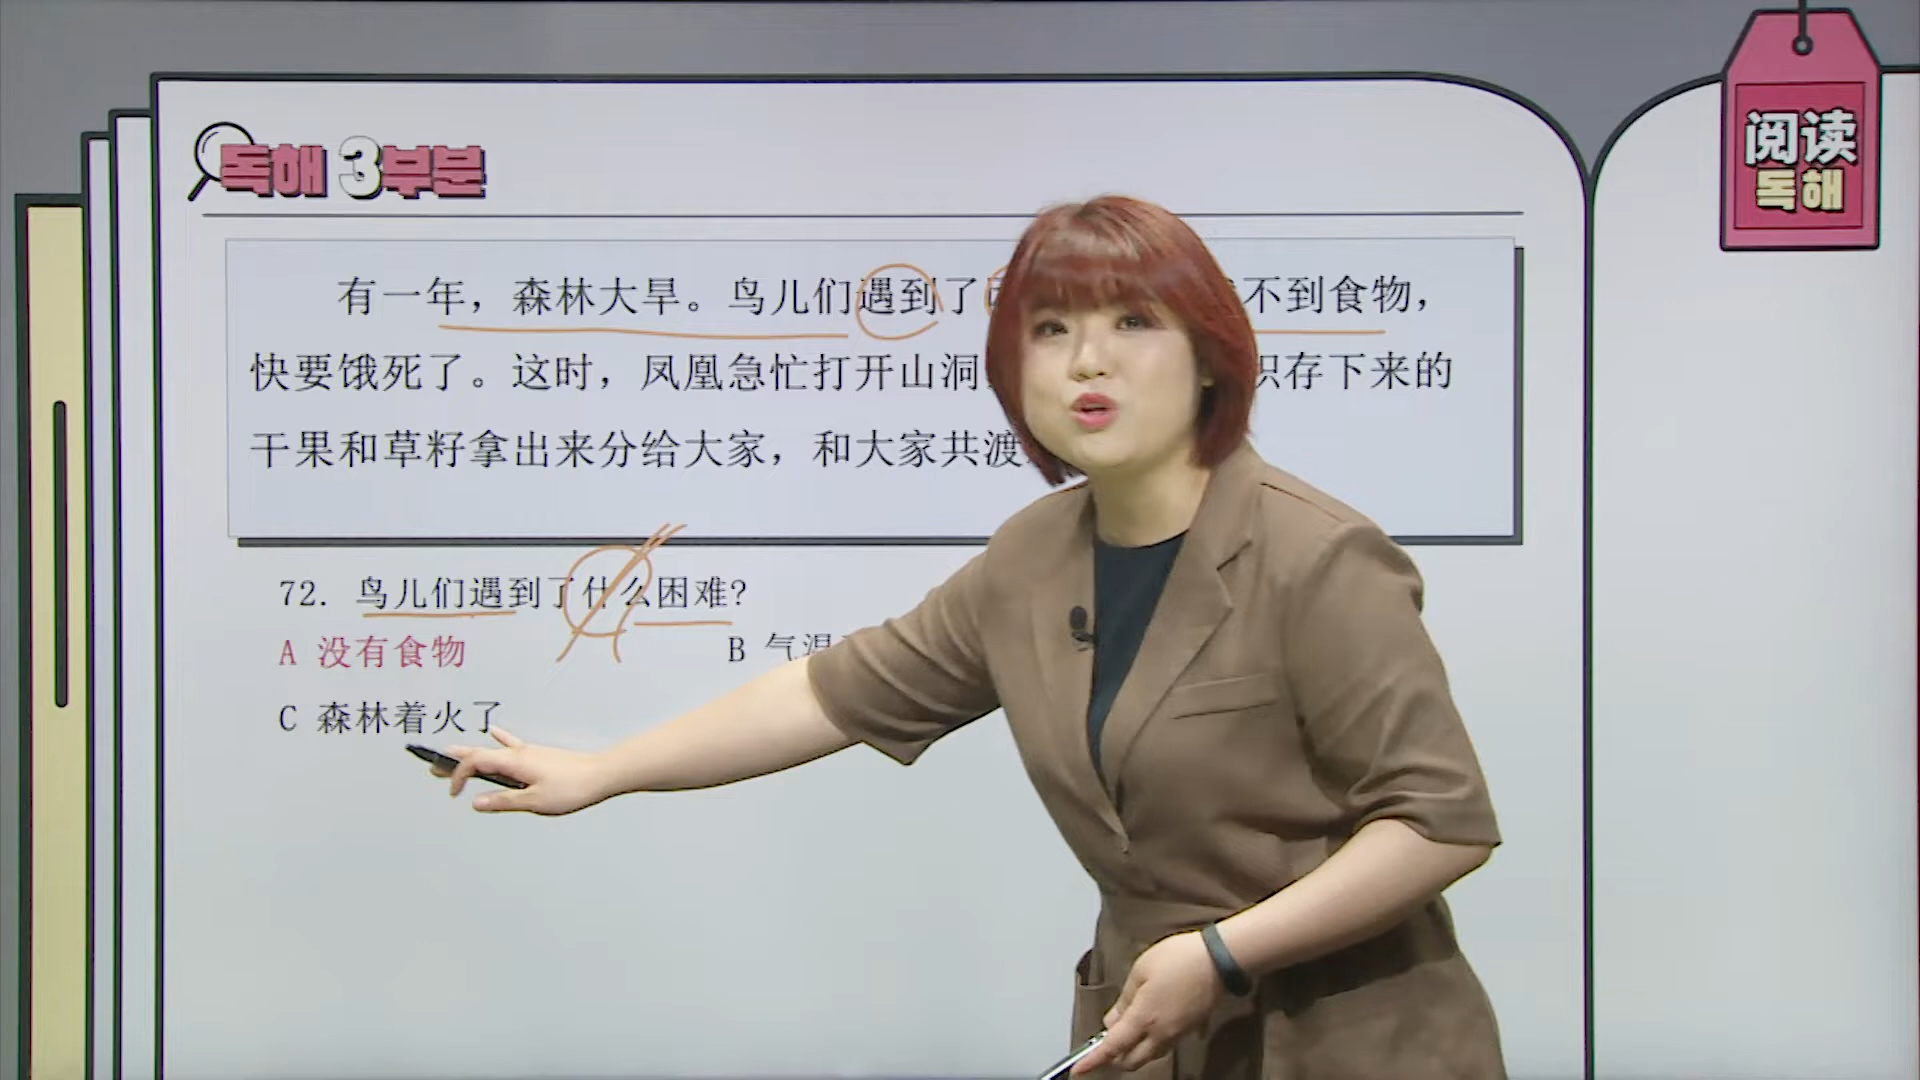 阅读
독해
독해 3부분
有一年，森林大旱。鸟儿们遇到了 不到食物，
快要饿死了。这时，凤凰急忙打开山洞 积存下来的
干果和草籽拿出来分给大家，和大家共渡
72. 鸟儿们遇到了什么困难?
A 没有食物
B 气温
C 森林着火了